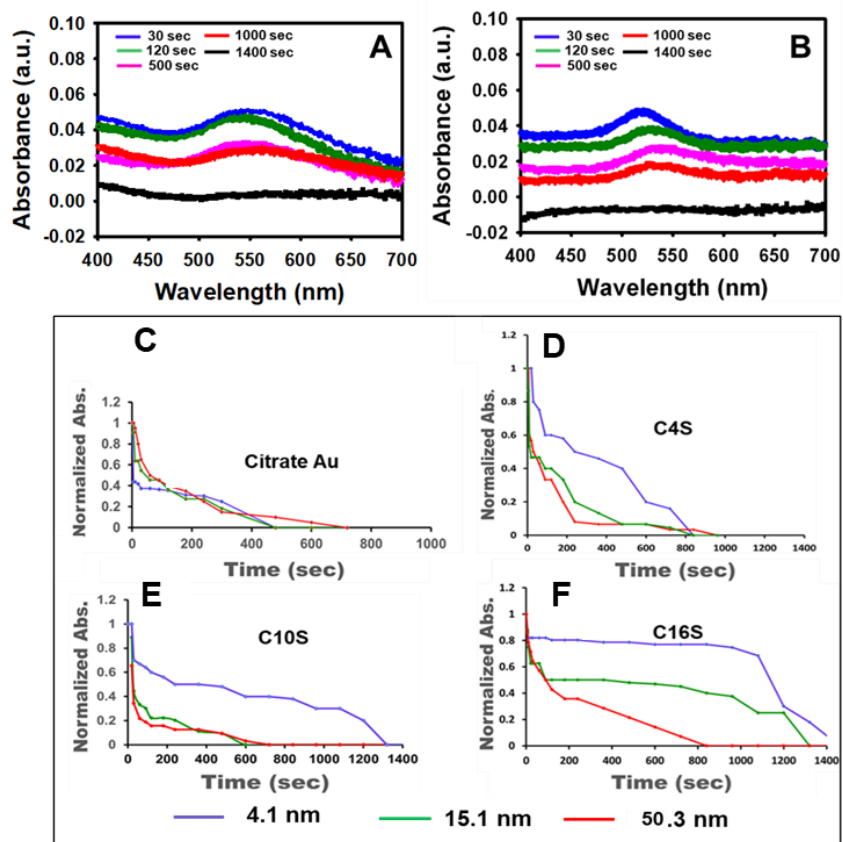 A
Absorbance (a.u.)
0.10
0.08
0.06
0.04
0.02
0.00
-0.02
30 sec
120 sec
500 sec
1000 sec
1400 sec
400 450 500 550 600 650 700
Wavelength (nm)
B
Absorbance (a.u.)
0.10
0.08
0.06
0.04
0.02
0.00
-0.02
30 sec
120 sec
500 sec
1000 sec
1400 sec
400 450 500 550 600 650 700
Wavelength (nm)
C
Normalized Abs.
1.2
1
0.8
0.6
0.4
0.2
0
Citrate Au
0 200 400 600 800 1000
Time (sec)
D
Normalized Abs.
1.2
1
0.8
0.6
0.4
0.2
0
C4S
0 200 400 600 800 1000 1200 1400
Time (sec)
E
Normalized Abs.
1.2
1
0.8
0.6
0.4
0.2
0
C10S
0 200 400 600 800 1000 1200 1400
Time (sec)
F
Normalized Abs.
1.2
1
0.8
0.6
0.4
0.2
0
C16S
0 200 400 600 800 1000 1200 1400
Time (sec)
4.1 nm 15.1 nm 50.3 nm